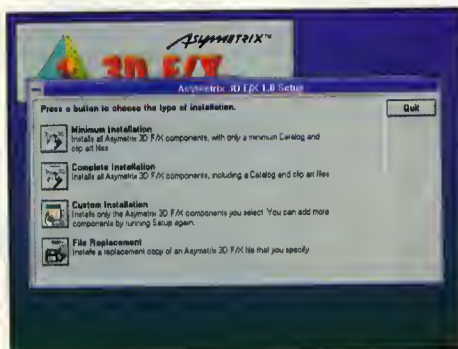 ASYMETRIX™
3D F/X
Asymetrix 3D F/X 1.0 Setup
Press a button to choose the type of installation.
Quit
Minimum Installation
Installs all Asymetrix 3D F/X components, with only a minimum Catalog and
clip art files
Complete Installation
Installs all Asymetrix 3D F/X components, including a Catalog and clip art files
Custom Installation
Installs only the Asymetrix 3D F/X components you select. You can add more
components by running Setup again.
File Replacement
Installs a replacement copy of an Asymetrix 3D F/X file that you specify